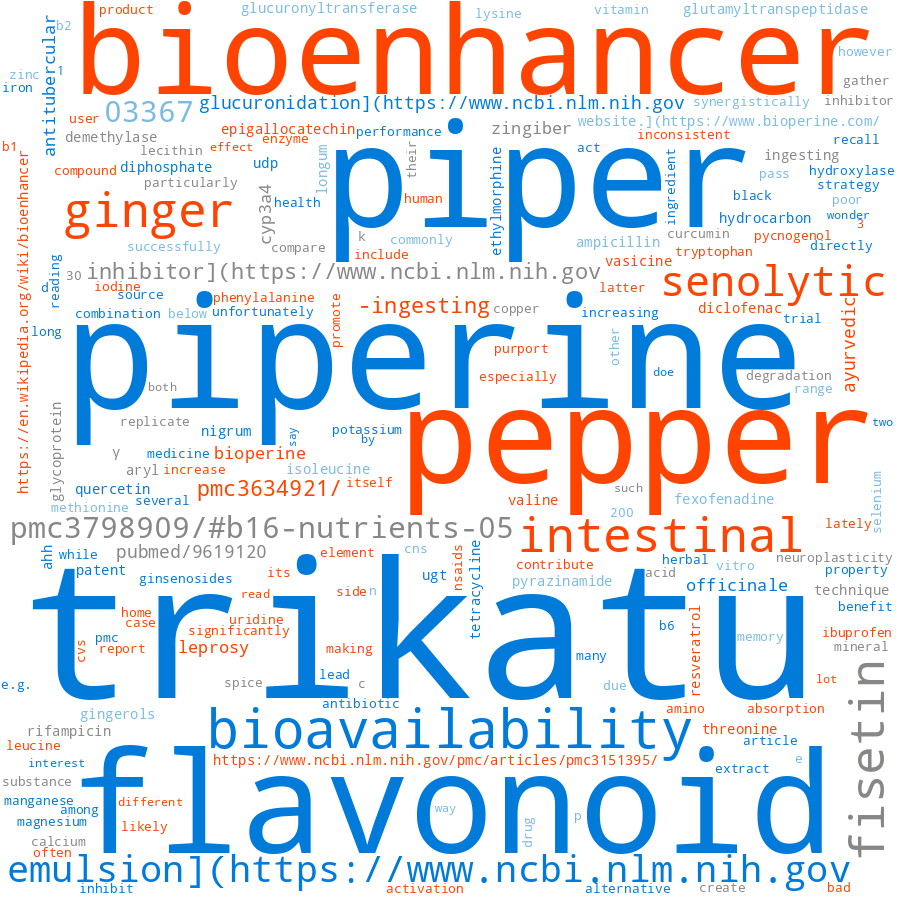 product
glucuronyltransferase
lysine
vitamin
glutamyltranspeptidase
b2
bioenhancer
however
zinc
1
iron
antitubercular
gather
user
03367
glucuronidation](https://www.ncbi.nlm.nih.gov
synergistically
inhibitor
website.](https://www.bioperine.com/
demethylase
epigallocatechin
performance
zingiber
inconsistent
b1
lecithin
effect
enzyme
act
recall
compound
diphosphate
udp
longum
their
piper
ingredient
ingesting
pass
hydroxylase
particularly
strategy
health
human
ethylmorphine
black
poor
ginger
cyp3a4
hydrocarbon
wonder
successfully
compare
k
commonly
ampicillin
curcumin
pycnogenol
3
include
vasicine
tryptophan
directly
30
inhibitor](https://www.ncbi.nlm.nih.gov
senolytic
https://en.wikipedia.org/wiki/bioenhancer
reading
d
iodine
source
phenylalanine
-ingesting
copper
latter
diclofenac
long
combination
below
unfortunately
promote
increasing
trial
ayurvedic
piperine
purport
other
especially
doe
degradation
both
range
glycoprotein
replicate
nigrum
say
potassium
by
pepper
two
y
medicine
bioperine
aryl
increase
itself
isoleucine
quercetin
several
pmc3634921/
such
valine
fexofenadine
selenium
methionine
200
pmc3798909/#b16-nutrients-05
intestinal
lately
ahh
while
pubmed/9619120
element
cns
nsaids
tetracycline
contribute
herbal
vitro
neuroplasticity
property
patent
ginsenosides
its
ugt
pyrazinamide
acid
officinale
technique
benefit
trikatu
read
side
n
home
case
uridine
significantly
cvs
pmc
report
leprosy
making
b6
resveratrol
memory
ibuprofen
mineral
many
e.g.
spice
lead
c
due
lot
fisetin
gingerols
antibiotic
amino
absorption
rifampicin
bioavailability
threonine
leucine
article
interest
https://www.ncbi.nlm.nih.gov/pmc/articles/pmc3151395/
e
extract
substance
flavonoid
manganese
among
different
way
magnesium
likely
drug
p
calcium
often
emulsion](https://www.ncbi.nlm.nih.gov
inhibit
activation
alternative
create
bad